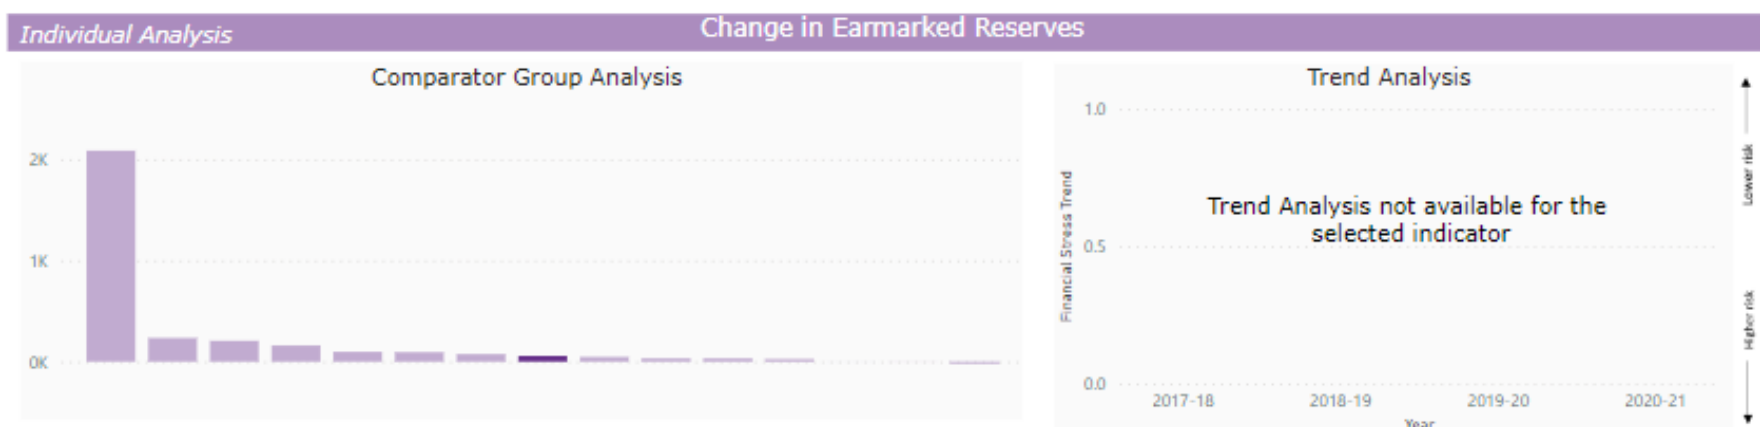 Individual Analysis
Change in Earmarked Reserves
Comparator Group Analysis
2K
1K
0K
Trend Analysis
1.0
0.5
0.0
Financial Stress Trend
Trend Analysis not available for the
selected indicator
2017-18
2018-19
2019-20
2020-21
Year
Lower risk
Higher risk